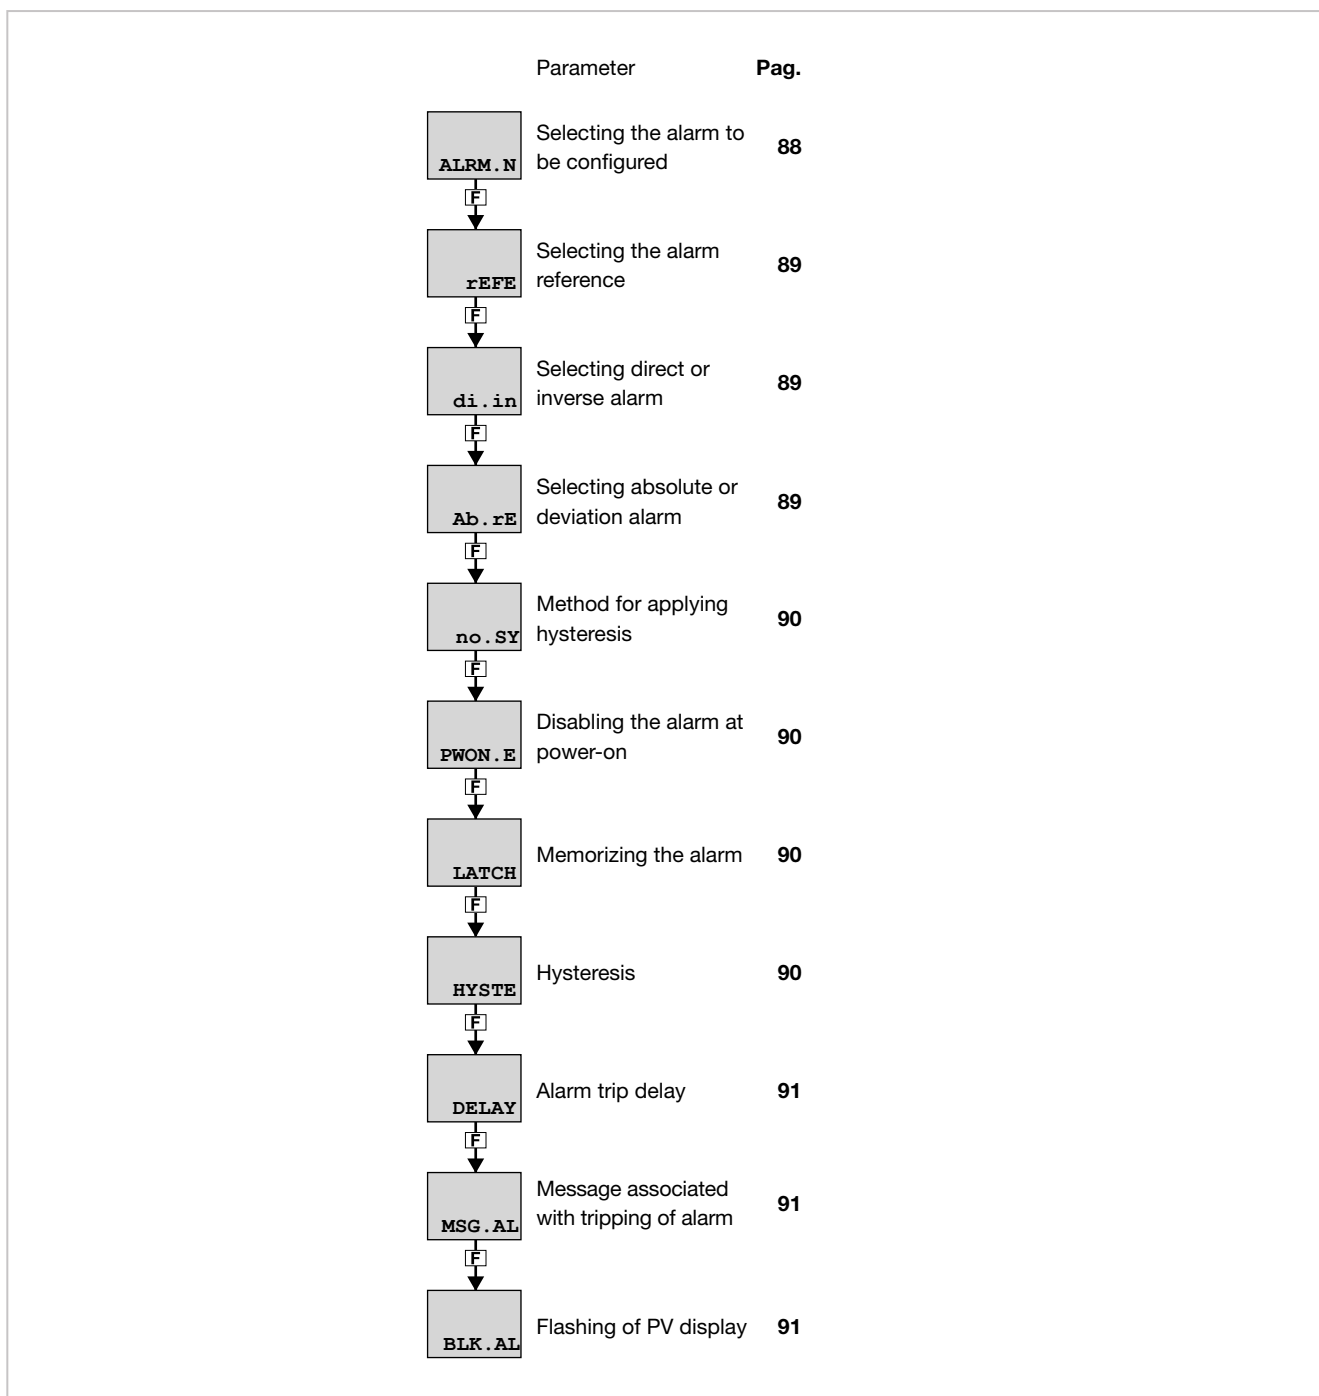 Parameter Pag.
Selecting the alarm to
be configured
88
ALRM.N
F
Selecting the alarm
reference
89
rEFE
F
Selecting direct or
inverse alarm
89
di.in
F
Selecting absolute or
deviation alarm
89
Ab.rE
F
Method for applying
hysteresis
90
no.SY
F
Disabling the alarm at
power-on
90
PWON.E
F
Memorizing the alarm 90
LATCH
F
Hysteresis 90
HYSTE
F
Alarm trip delay 91
DELAY
F
Message associated
with tripping of alarm
91
MSG.AL
F
Flashing of PV display 91
BLK.AL